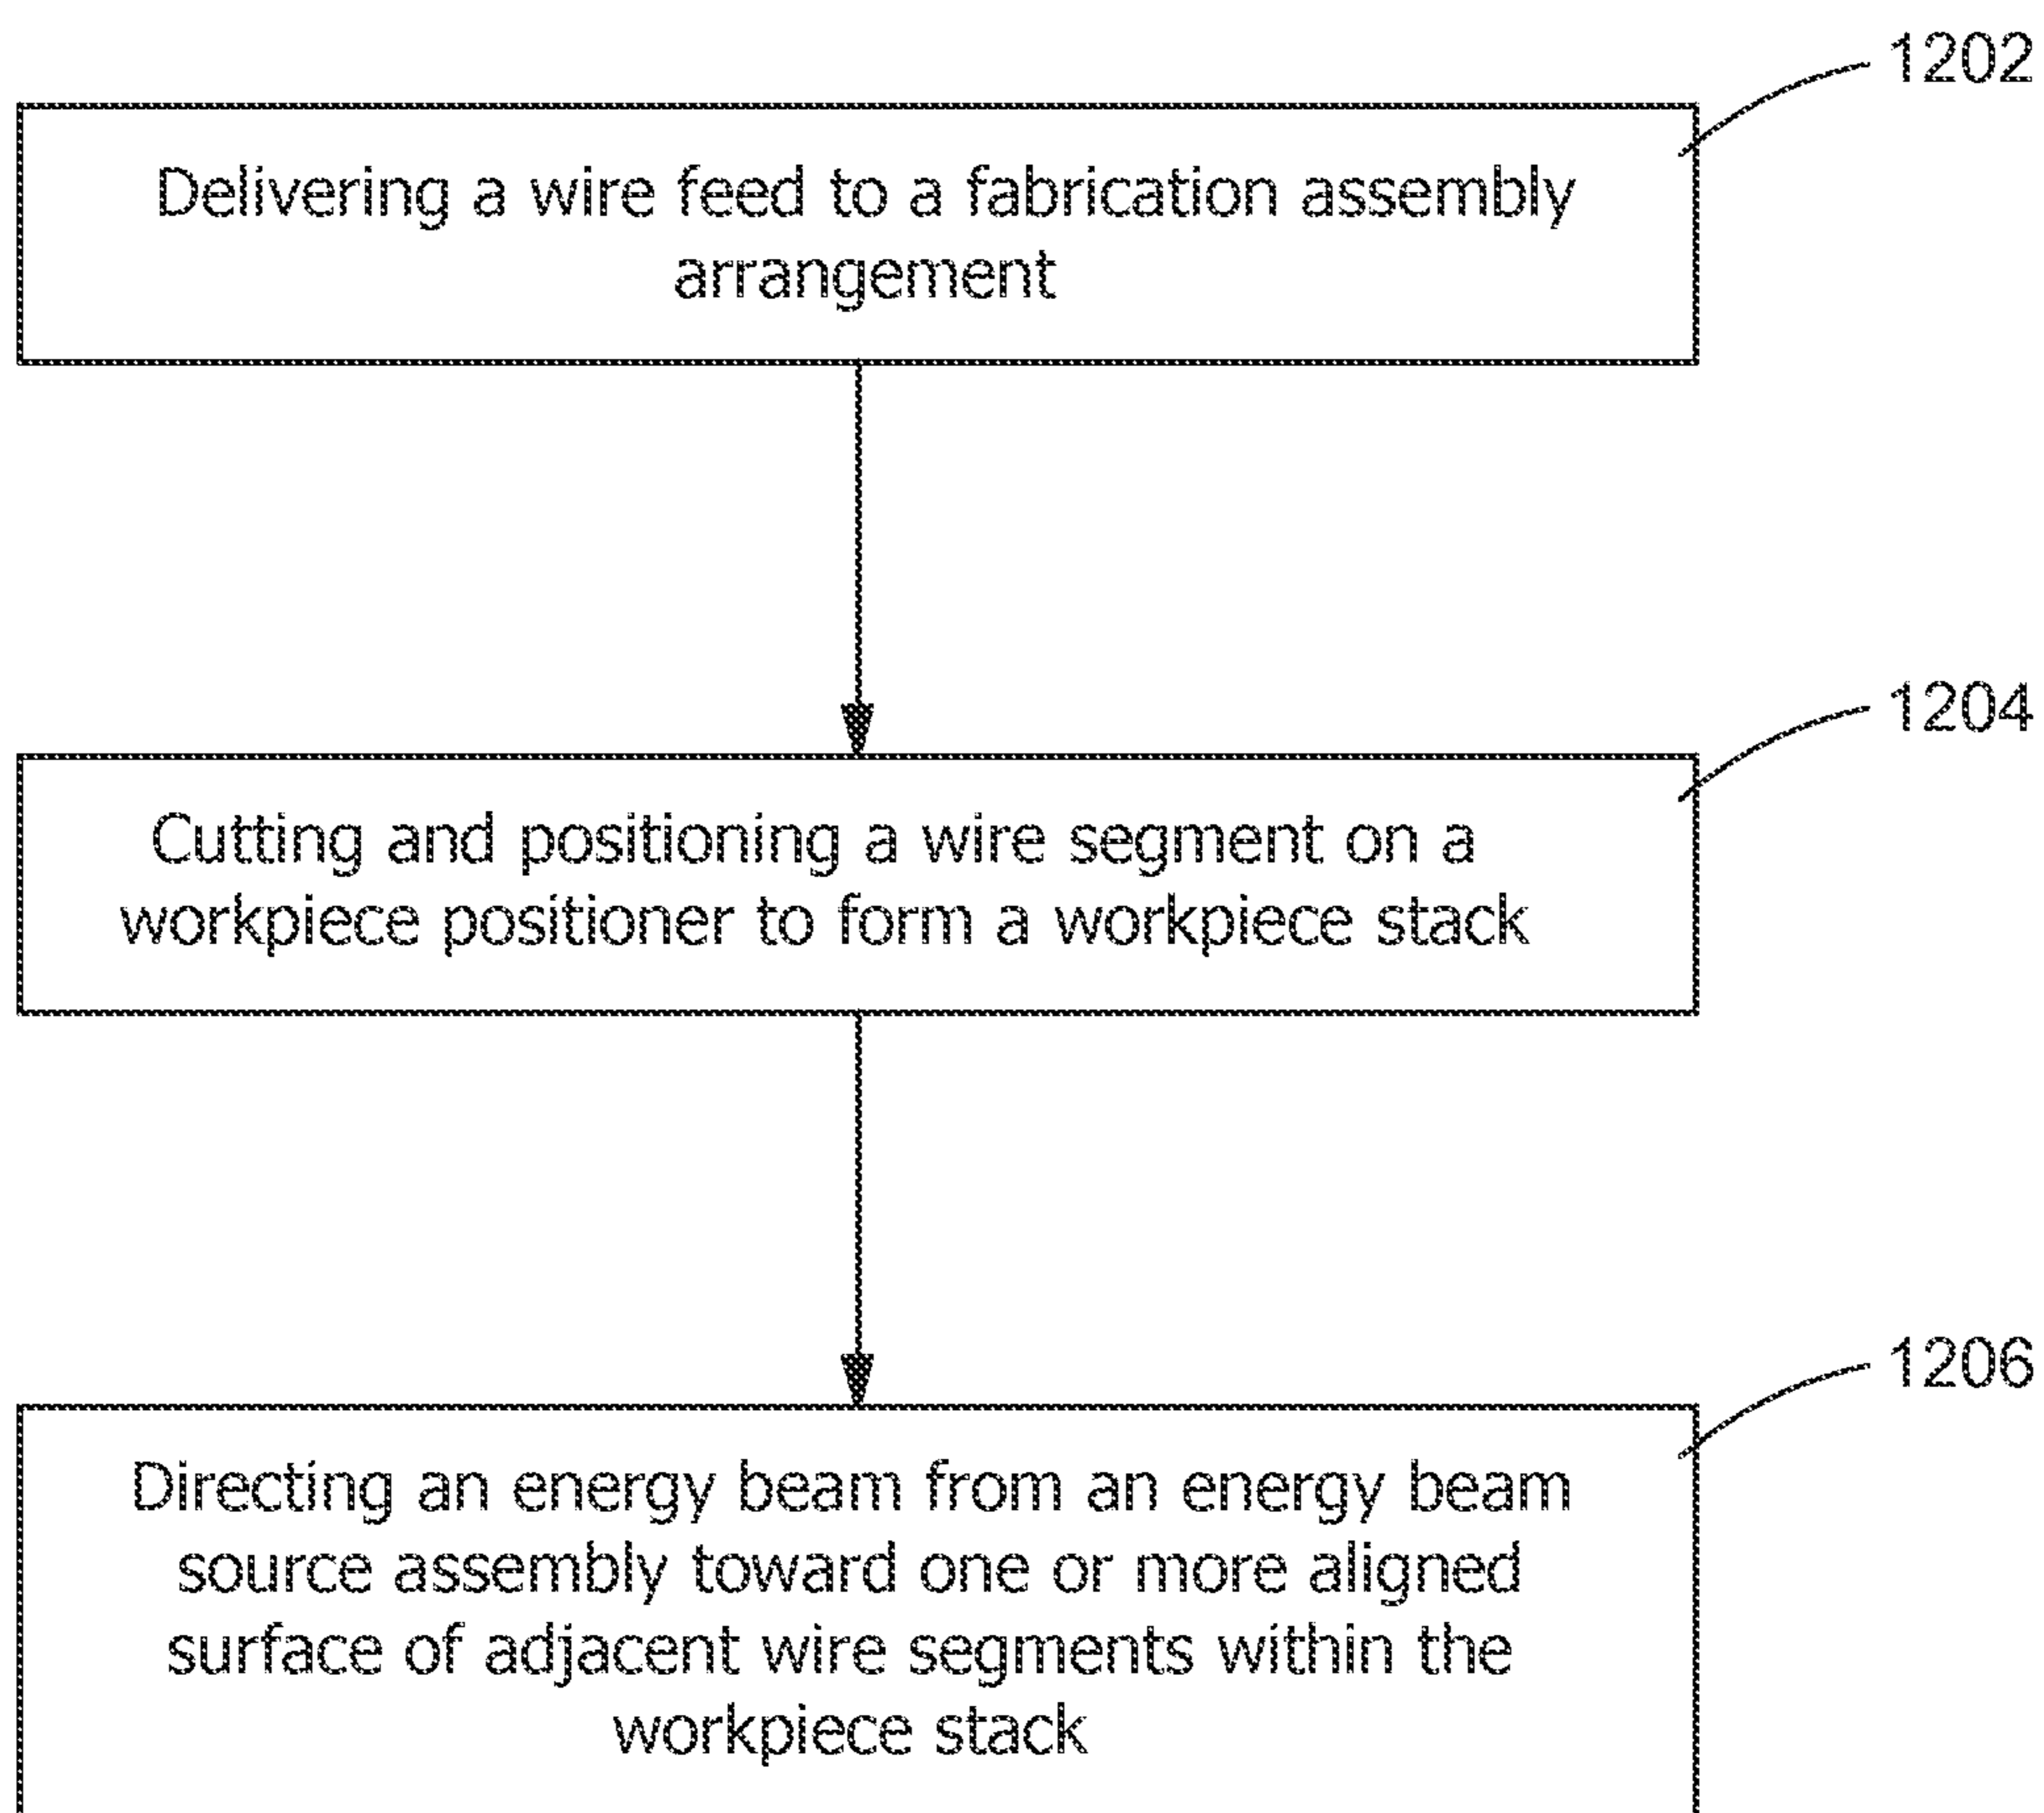 1202
Delivering a wire feed to a fabrication assembly
arrangement
1204
Cutting and positioning a wire segment on a
workpiece positioner to form a workpiece stack
1206
Directing an energy beam from an energy beam
source assembly toward one or more aligned
surface of adjacent wire segments within the
workpiece stack